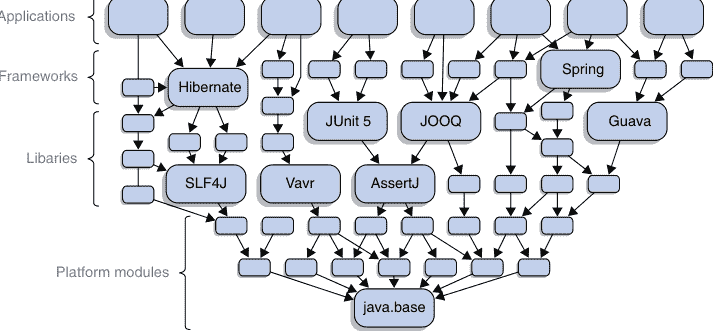 Applications
Frameworks
Hibernate
Spring
JUnit 5
JOOQ
Guava
Libaries
SLF4J
Vavr
AssertJ
Platform modules
java.base